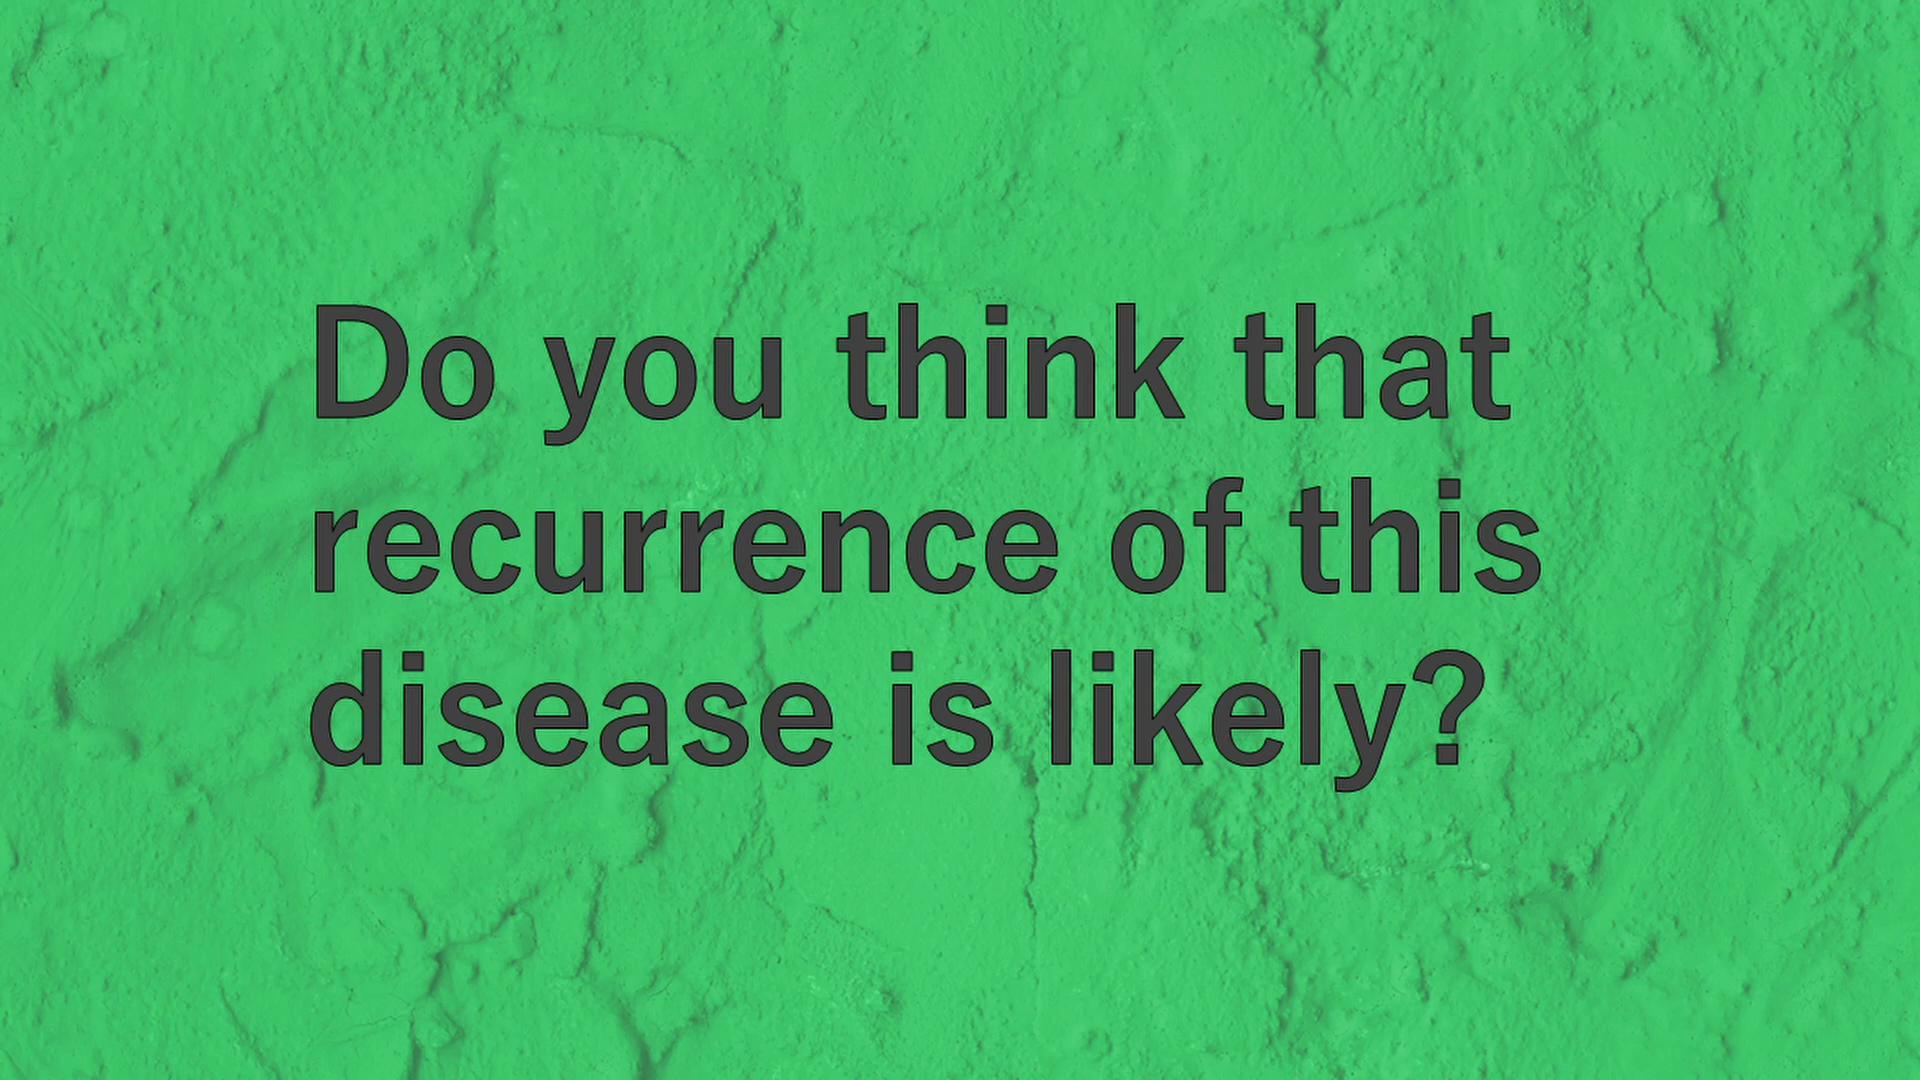 Do you think that
recurrence of this
disease is likely?